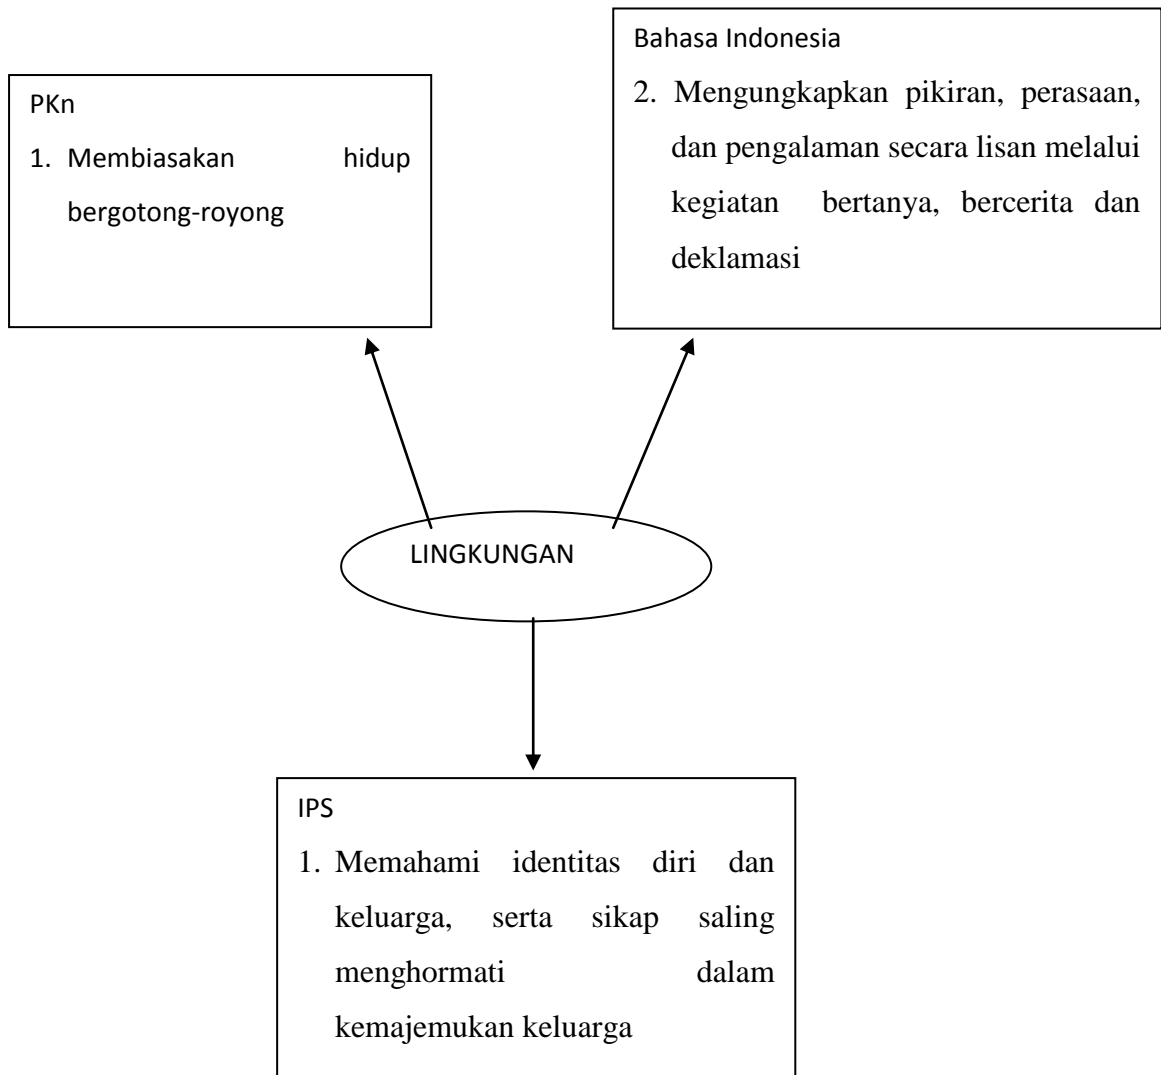 PKn
1. Membiasakan hidup
bergotong-royong
Bahasa Indonesia
2. Mengungkapkan pikiran, perasaan,
dan pengalaman secara lisan melalui
kegiatan bertanya, bercerita dan
deklamasi
LINGKUNGAN
IPS
1. Memahami identitas diri dan
keluarga, serta sikap saling
menghormati dalam
kemajemukan keluarga